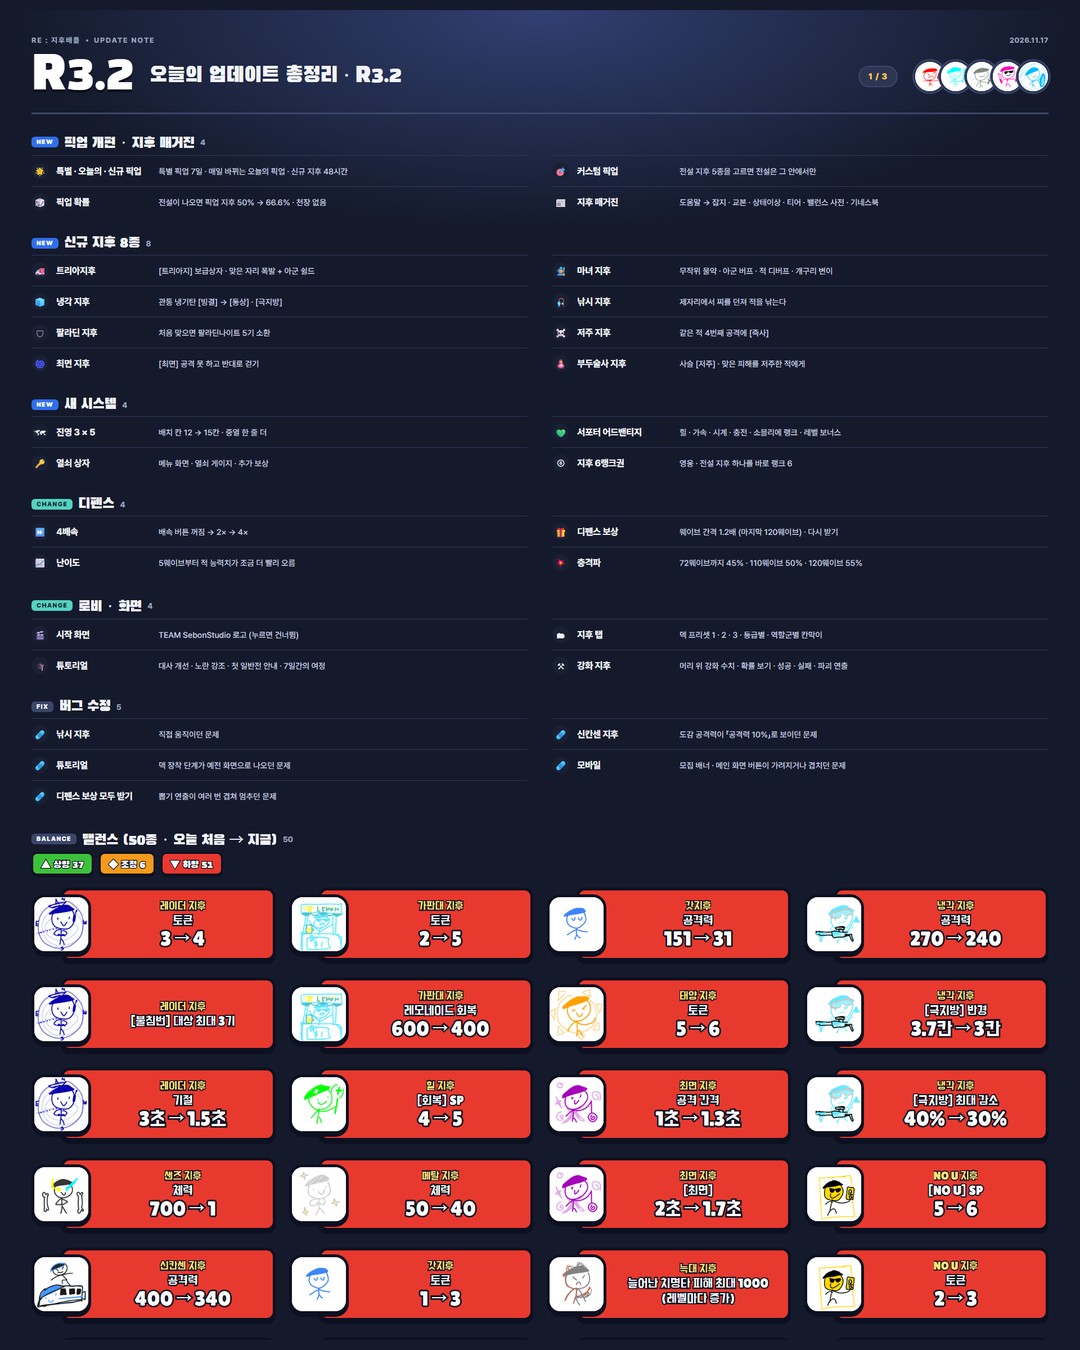 RE : 지후배틀 • UPDATE NOTE
2026.11.17
R3.2 오늘의 업데이트 총정리 · R3.2
1 / 3
NEW 픽업 개편 · 지후 매거진 4
특별 · 오늘의 · 신규 픽업 특별 픽업 7일 · 매일 바뀌는 오늘의 픽업 · 신규 지후 48시간
커스텀 픽업 전설 지후 5종을 고르면 전설은 그 안에서만
픽업 확률 전설이 나오면 픽업 지후 50% → 66.6% · 천장 없음
지후 매거진 도움말 → 잡지 · 교본 · 상태이상 · 티어 · 밸런스 사전 · 기네스북
NEW 신규 지후 8종 8
트리아지후 [트리아지] 보급상자 · 맞은 자리 폭발 + 아군 쉴드
마녀 지후 무작위 물약 · 아군 버프 · 적 디버프 · 개구리 변이
냉각 지후 관통 냉기탄 [빙결] → [동상] · [극지방]
낚시 지후 제자리에서 찌를 던져 적을 낚는다
팔라딘 지후 처음 맞으면 팔라딘나이트 5기 소환
저주 지후 같은 적 4번째 공격에 [즉사]
최면 지후 [최면] 공격 못 하고 반대로 걷기
부두술사 지후 사슬 [저주] · 맞은 피해를 저주한 적에게
NEW 새 시스템 4
진영 3 × 5 배치 칸 12 → 15칸 · 중열 한 줄 더
서포터 어드밴티지 힐 · 가속 · 시계 · 충전 · 소믈리에 랭크 · 레벨 보너스
열쇠 상자 메뉴 화면 · 열쇠 게이지 · 추가 보상
지후 6랭크권 영웅 · 전설 지후 하나를 바로 랭크 6
CHANGE 디펜스 4
4배속 배속 버튼 꺼짐 → 2× → 4×
디펜스 보상 웨이브 간격 1.2배 (마지막 120웨이브) · 다시 받기
난이도 5웨이브부터 적 능력치가 조금 더 빨리 오름
충격파 72웨이브까지 45% · 110웨이브 50% · 120웨이브 55%
CHANGE 로비 · 화면 4
시작 화면 TEAM SebonStudio 로고 (누르면 건너뜀)
지후 탭 덱 프리셋 1 · 2 · 3 · 등급별 · 역할군별 칸막이
튜토리얼 대사 개선 · 노란 강조 · 첫 일반전 안내 · 7일간의 여정
강화 지후 머리 위 강화 수치 · 확률 보기 · 성공 · 실패 · 파괴 연출
FIX 버그 수정 5
낚시 지후 직접 움직이던 문제
신칸센 지후 도감 공격력이 「공격력 10%」로 보이던 문제
튜토리얼 덱 장착 단계가 예전 화면으로 나오던 문제
모바일 모집 배너 · 메인 화면 버튼이 가려지거나 겹치던 문제
디펜스 보상 모두 받기 뽑기 연출이 여러 번 겹쳐 멈추던 문제
BALANCE 밸런스 (50종 · 오늘 처음 → 지금) 50
▲ 상향 37 ◆ 조정 6 ▼ 하향 51
레이더 지후
토큰
3→4
가판대 지후
토큰
2→5
갓지후
공격력
151→31
냉각 지후
공격력
270→240
레이더 지후
[불침번] 대상 최대 3기
가판대 지후
레모네이드 회복
600→400
태양 지후
토큰
5→6
냉각 지후
[극지방] 반경
3.7칸→3칸
레이더 지후
기절
3초→1.5초
힐 지후
[회복] SP
4→5
최면 지후
공격 간격
1초→1.3초
냉각 지후
[극지방] 최대 감소
40%→30%
샌즈 지후
체력
700→1
메탈 지후
체력
50→40
최면 지후
[최면]
2초→1.7초
NO U 지후
[NO U] SP
5→6
신칸센 지후
공격력
400→340
갓지후
토큰
1→3
늑대 지후
늘어난 치명타 피해 최대 1000
(레벨마다 증가)
NO U 지후
토큰
2→3